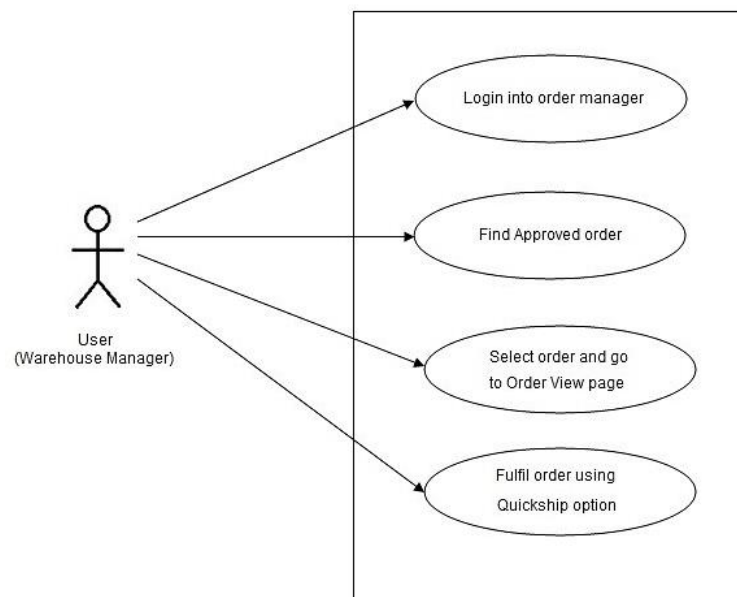 Login into order manager
Find Approved order
User
(Warehouse Manager)
Select order and go
to Order View page
Fulfil order using
Quickship option